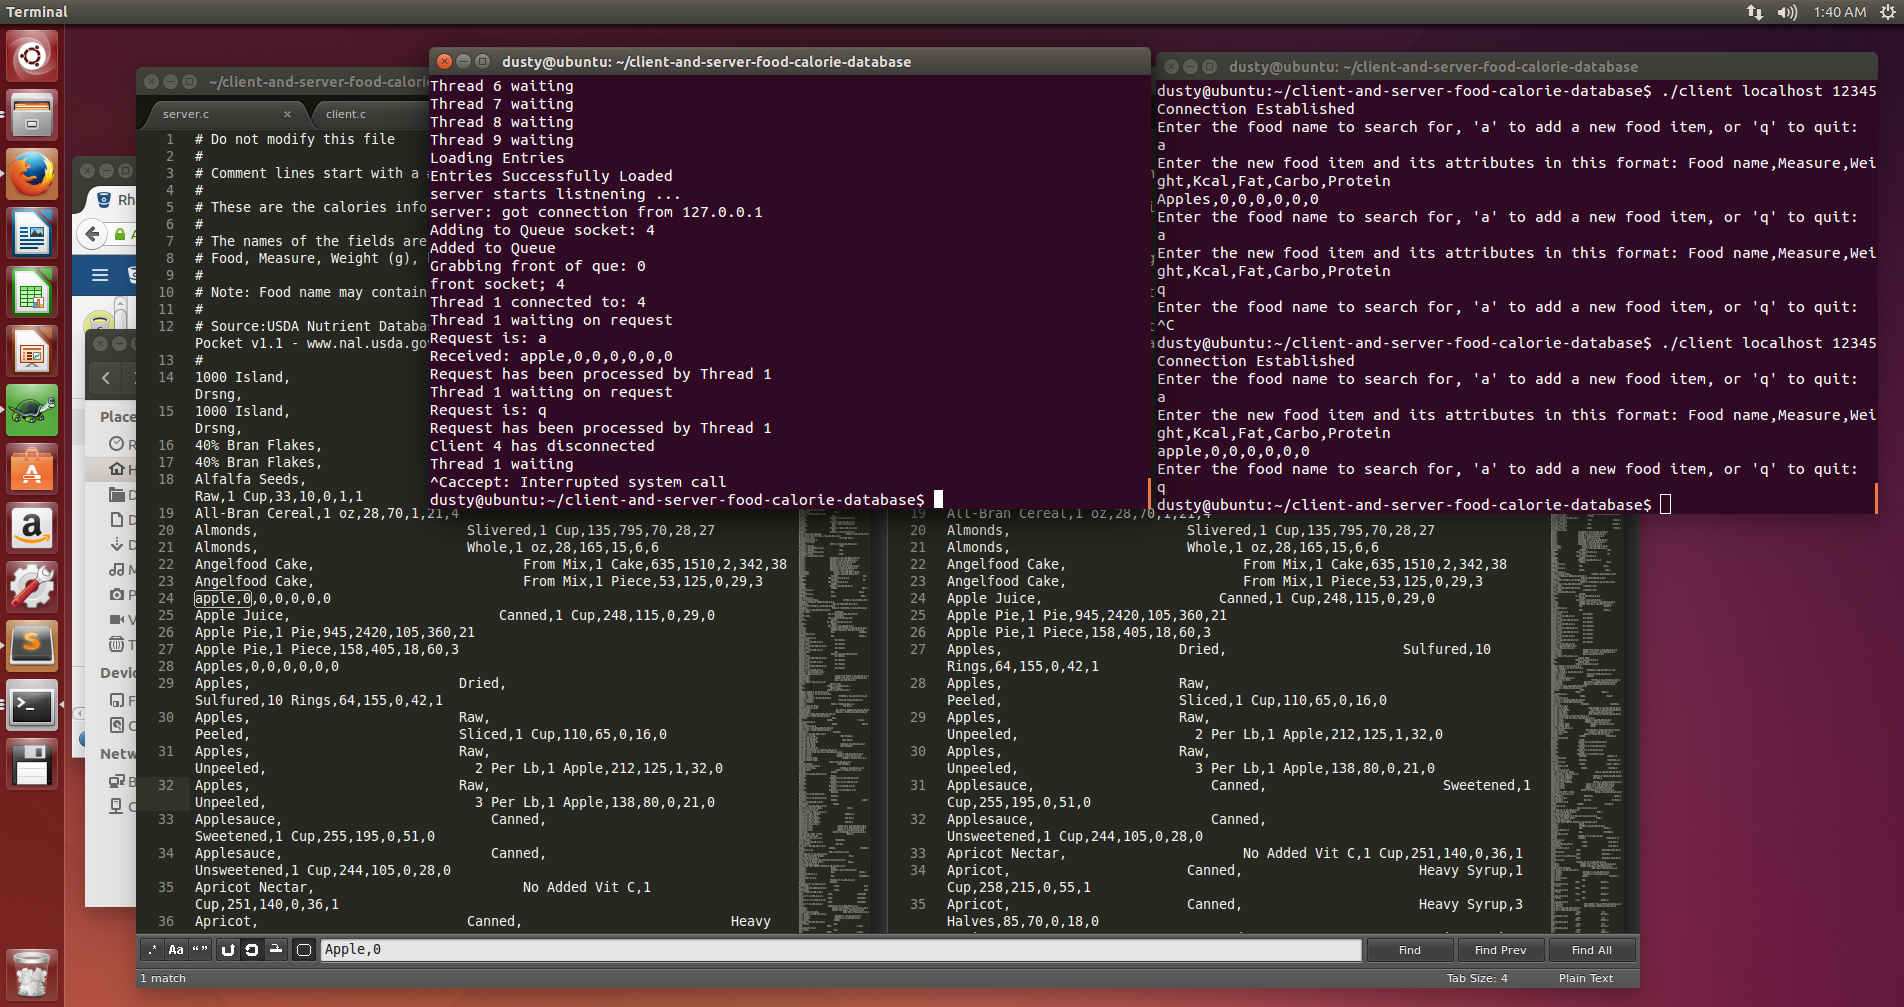 Terminal
1:40 AM
~/client-and-server-food-calorie
server.c
client.c
1 # Do not modify this file
2 #
3 # Comment lines start with a
4 #
5 # These are the calories info
6 #
7 # The names of the fields are
8 # Food, Measure, Weight (g),
9 #
10 # Note: Food name may contain
11 #
12 # Source:USDA Nutrient Databa
Pocket v1.1 - www.nal.usda.go
13 #
14 1000 Island,
Drsng,
15 1000 Island,
Drsng,
16 40% Bran Flakes,
17 40% Bran Flakes,
18 Alfalfa Seeds,
Raw,1 Cup,33,10,0,1,1
19 All-Bran Cereal,1 oz,28,70,1,21,4
20 Almonds, Slivered,1 Cup,135,795,70,28,27
21 Almonds, Whole,1 oz,28,165,15,6,6
22 Angelfood Cake, From Mix,1 Cake,635,1510,2,342,38
23 Angelfood Cake, From Mix,1 Piece,53,125,0,29,3
24 apple,0,0,0,0,0,0
25 Apple Juice, Canned,1 Cup,248,115,0,29,0
26 Apple Pie,1 Pie,945,2420,105,360,21
27 Apple Pie,1 Piece,158,405,18,60,3
28 Apples,0,0,0,0,0,0
29 Apples, Dried,
Sulfured,10 Rings,64,155,0,42,1
30 Apples, Raw,
Peeled, Sliced,1 Cup,110,65,0,16,0
31 Apples, Raw,
Unpeeled, 2 Per Lb,1 Apple,212,125,1,32,0
32 Apples, Raw,
Unpeeled, 3 Per Lb,1 Apple,138,80,0,21,0
33 Applesauce, Canned,
Sweetened,1 Cup,255,195,0,51,0
34 Applesauce, Canned,
Unsweetened,1 Cup,244,105,0,28,0
35 Apricot Nectar, No Added Vit C,1
Cup,251,140,0,36,1
36 Apricot, Canned, Heavy
dusty@ubuntu: ~/client-and-server-food-calorie-database
Thread 6 waiting
Thread 7 waiting
Thread 8 waiting
Thread 9 waiting
Loading Entries
Entries Successfully Loaded
server starts listnening ...
server: got connection from 127.0.0.1
Adding to Queue socket: 4
Added to Queue
Grabbing front of que: 0
front socket; 4
Thread 1 connected to: 4
Thread 1 waiting on request
Request is: a
Received: apple,0,0,0,0,0,0
Request has been processed by Thread 1
Thread 1 waiting on request
Request is: q
Request has been processed by Thread 1
Client 4 has disconnected
Thread 1 waiting
^Caccept: Interrupted system call
dusty@ubuntu:~/client-and-server-food-calorie-database$
dusty@ubuntu: ~/client-and-server-food-calorie-database
dusty@ubuntu:~/client-and-server-food-calorie-database$ ./client localhost 12345
Connection Established
Enter the food name to search for, 'a' to add a new food item, or 'q' to quit:
a
Enter the new food item and its attributes in this format: Food name,Measure,Wei
ght,Kcal,Fat,Carbo,Protein
Apples,0,0,0,0,0,0
Enter the food name to search for, 'a' to add a new food item, or 'q' to quit:
a
Enter the new food item and its attributes in this format: Food name,Measure,Wei
ght,Kcal,Fat,Carbo,Protein
q
Enter the food name to search for, 'a' to add a new food item, or 'q' to quit:
^C
dusty@ubuntu:~/client-and-server-food-calorie-database$ ./client localhost 12345
Connection Established
Enter the food name to search for, 'a' to add a new food item, or 'q' to quit:
a
Enter the new food item and its attributes in this format: Food name,Measure,Wei
ght,Kcal,Fat,Carbo,Protein
apple,0,0,0,0,0,0
Enter the food name to search for, 'a' to add a new food item, or 'q' to quit:
q
dusty@ubuntu:~/client-and-server-food-calorie-database$
19 All-Bran Cereal,1 oz,28,70,1,21,4
20 Almonds, Slivered,1 Cup,135,795,70,28,27
21 Almonds, Whole,1 oz,28,165,15,6,6
22 Angelfood Cake, From Mix,1 Cake,635,1510,2,342,38
23 Angelfood Cake, From Mix,1 Piece,53,125,0,29,3
24 Apple Juice, Canned,1 Cup,248,115,0,29,0
25 Apple Pie,1 Pie,945,2420,105,360,21
26 Apple Pie,1 Piece,158,405,18,60,3
27 Apples, Dried, Sulfured,10
Rings,64,155,0,42,1
28 Apples, Raw,
Peeled, Sliced,1 Cup,110,65,0,16,0
29 Apples, Raw,
Unpeeled, 2 Per Lb,1 Apple,212,125,1,32,0
30 Apples, Raw,
Unpeeled, 3 Per Lb,1 Apple,138,80,0,21,0
31 Applesauce, Canned, Sweetened,1
Cup,255,195,0,51,0
32 Applesauce, Canned,
Unsweetened,1 Cup,244,105,0,28,0
33 Apricot Nectar, No Added Vit C,1 Cup,251,140,0,36,1
34 Apricot, Canned, Heavy Syrup,1
Cup,258,215,0,55,1
35 Apricot, Canned, Heavy Syrup,3
Halves,85,70,0,18,0
Rh
Place
Devic
Netw
.* Aa “ ”
Apple,0
Find
Find Prev
Find All
1 match
Tab Size: 4
Plain Text